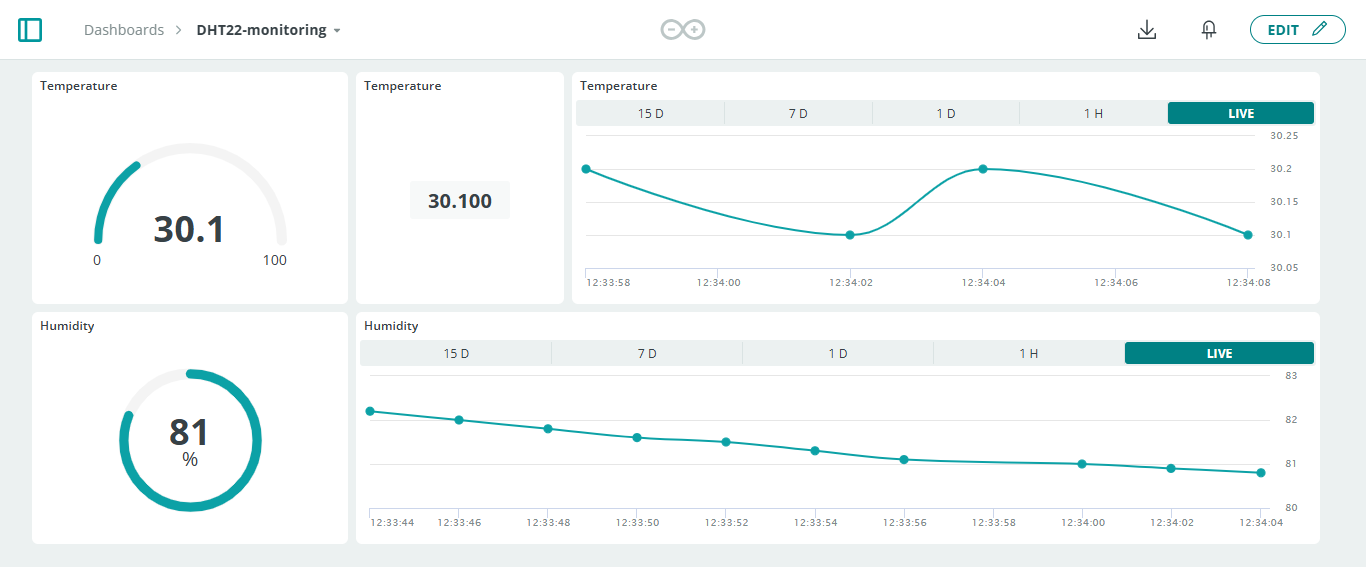 Dashboards > DHT22-monitoring
EDIT
Temperature
30.1
0 100
Temperature
30.100
Temperature
15 D 7 D 1 D 1 H LIVE
30.25
30.2
30.15
30.1
30.05
12:33:58 12:34:00 12:34:02 12:34:04 12:34:06 12:34:08
Humidity
81
%
Humidity
15 D 7 D 1 D 1 H LIVE
83
82
81
80
12:33:44 12:33:46 12:33:48 12:33:50 12:33:52 12:33:54 12:33:56 12:33:58 12:34:00 12:34:02 12:34:04